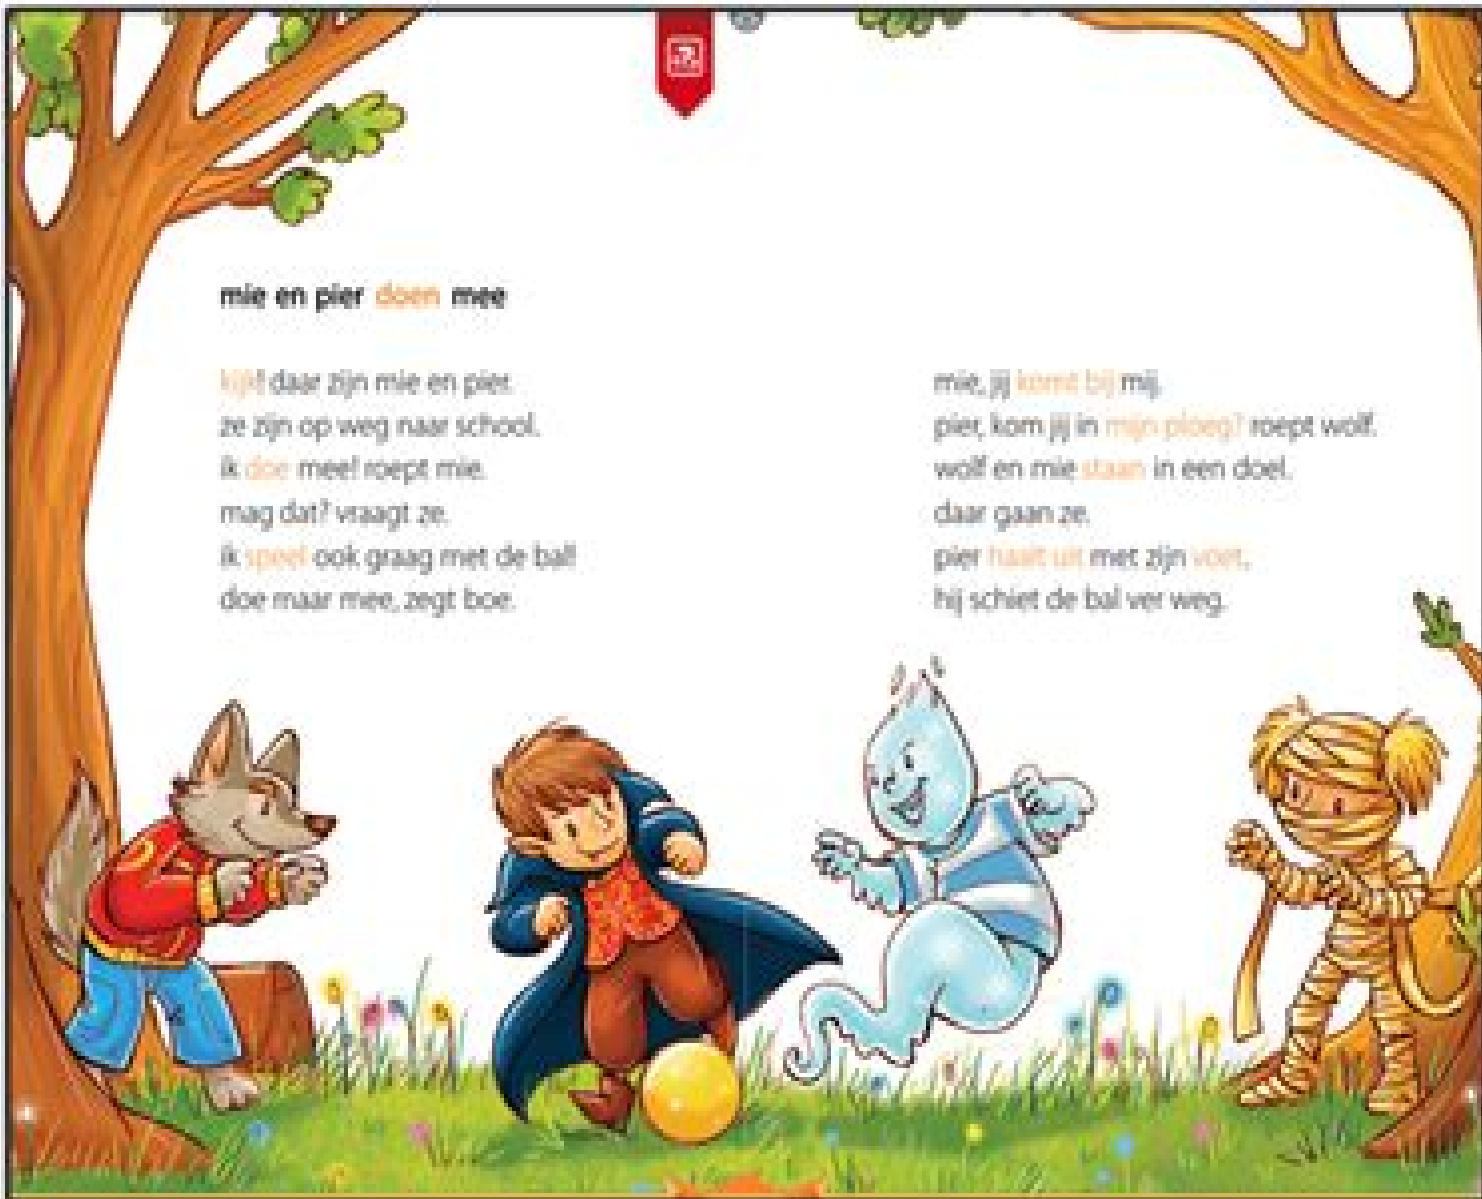 mie en pier doen mee
kijk! daar zijn mie en pier.
ze zijn op weg naar school.
ik doe mee! roept mie.
mag dat? vraagt ze.
ik speel ook graag met de bal!
doe maar mee, zegt boe.
mie, jij komt bij mij.
pier, kom jij in mijn ploeg? roept wolf.
wolf en mie staan in een doel.
daar gaan ze.
pier haalt uit met zijn voet.
hij schiet de bal ver weg.